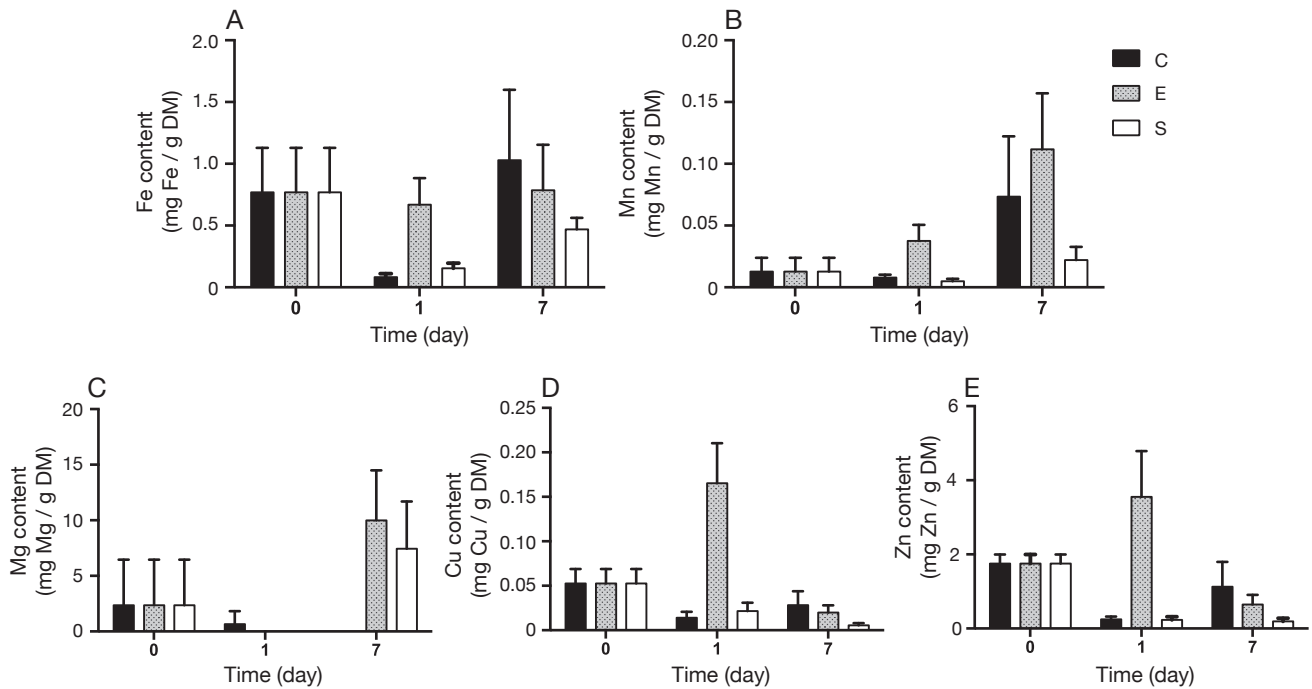 A
2.0
1.5
1.0
0.5
0
Fe content
(mg Fe / g DM)
0 1 7
Time (day)
B
0.20
0.15
0.10
0.05
0
Mn content
(mg Mn / g DM)
0 1 7
Time (day)
C
E
S
C
20
15
10
5
0
Mg content
(mg Mg / g DM)
0 1 7
Time (day)
D
0.25
0.20
0.15
0.10
0.05
0
Cu content
(mg Cu / g DM)
0 1 7
Time (day)
E
6
4
2
0
Zn content
(mg Zn / g DM)
0 1 7
Time (day)